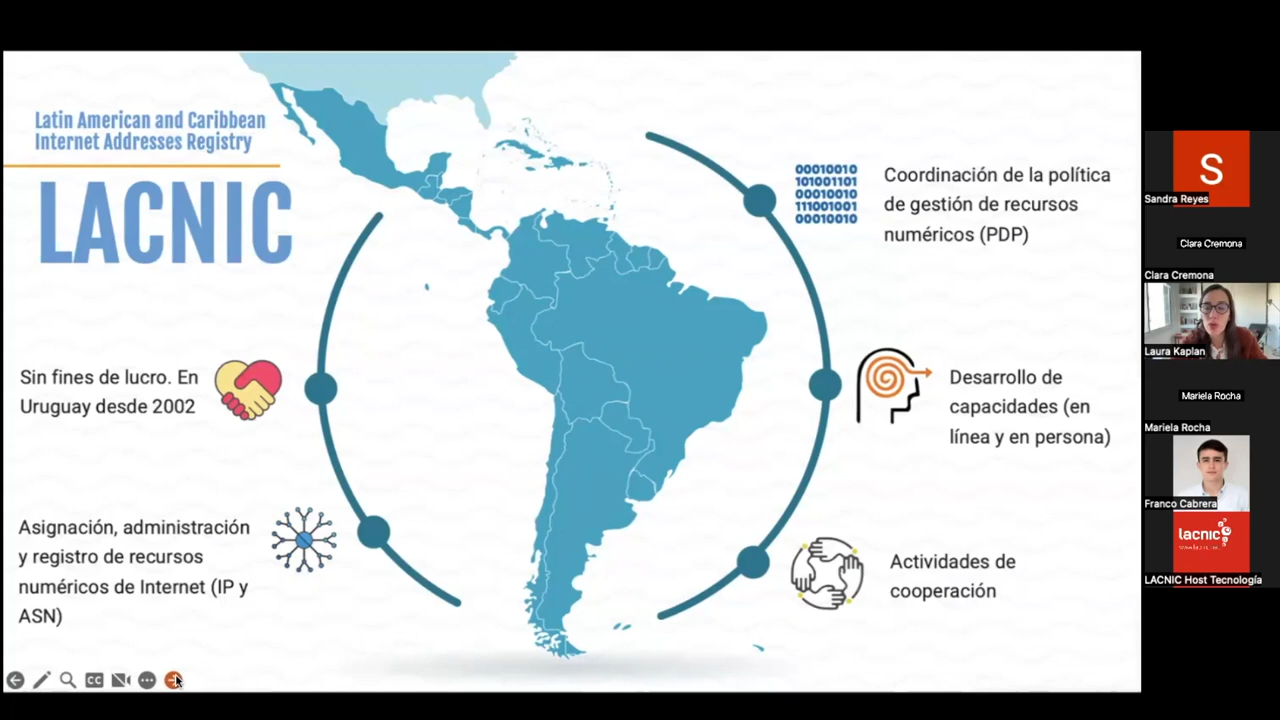 Latin American and Caribbean
Internet Addresses Registry
LACNIC
Sin fines de lucro. En
Uruguay desde 2002
Asignación, administración
y registro de recursos
numéricos de Internet (IP y
ASN)
00010010
101001101
00010010
111001001
00010010
Coordinación de la política
de gestión de recursos
numéricos (PDP)
Desarrollo de
capacidades (en
línea y en persona)
Actividades de
cooperación
CC
S
Sandra Reyes
Clara Cremona
Clara Cremona
Laura Kaplan
Mariela Rocha
Mariela Rocha
Franco Cabrera
lacnic
LACNIC Host Tecnología